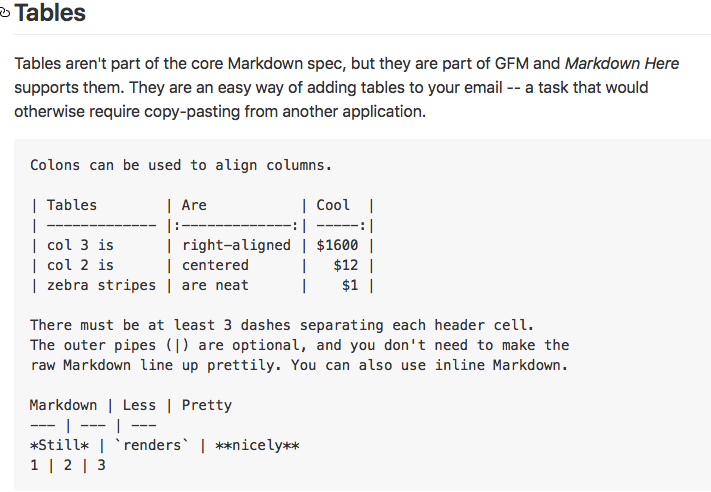 Tables
Tables aren't part of the core Markdown spec, but they are part of GFM and Markdown Here
supports them. They are an easy way of adding tables to your email -- a task that would
otherwise require copy-pasting from another application.
Colons can be used to align columns.
| Tables        | Are           | Cool  |
| ------------- |:-------------:| -----:|
| col 3 is      | right-aligned | $1600 |
| col 2 is      | centered      |   $12 |
| zebra stripes | are neat      |    $1 |
There must be at least 3 dashes separating each header cell.
The outer pipes (|) are optional, and you don't need to make the
raw Markdown line up prettily. You can also use inline Markdown.
Markdown | Less | Pretty
--- | --- | ---
*Still* | `renders` | **nicely**
1 | 2 | 3